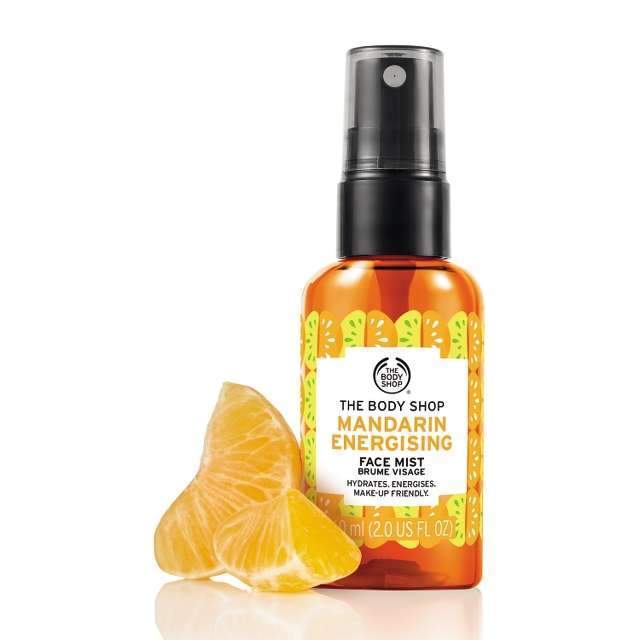 THE
BODY
SHOP
®
THE BODY SHOP
MANDARIN
ENERGISING
FACE MIST
BRUME VISAGE
HYDRATES. ENERGISES.
MAKE-UP FRIENDLY.
0 ml (2.0 US FL OZ)